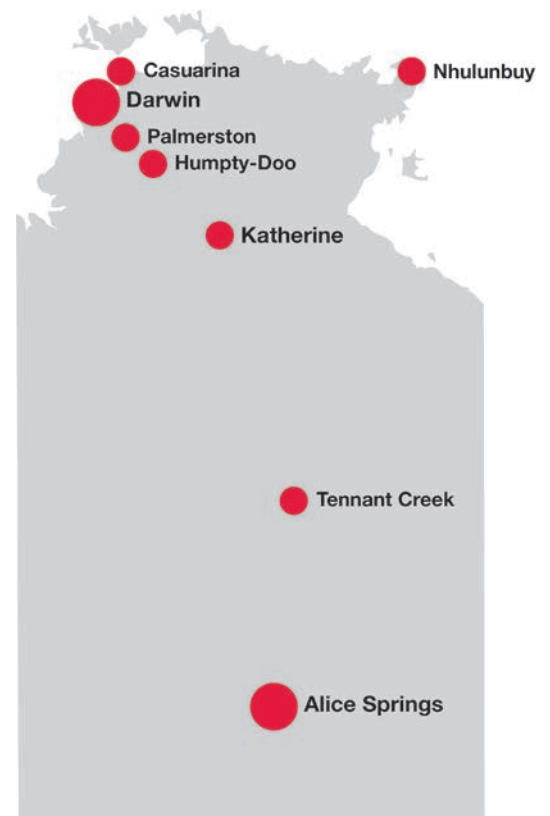 Casuarina
Nhulunbuy
Darwin
Palmerston
Humpty-Doo
Katherine
Tennant Creek
Alice Springs